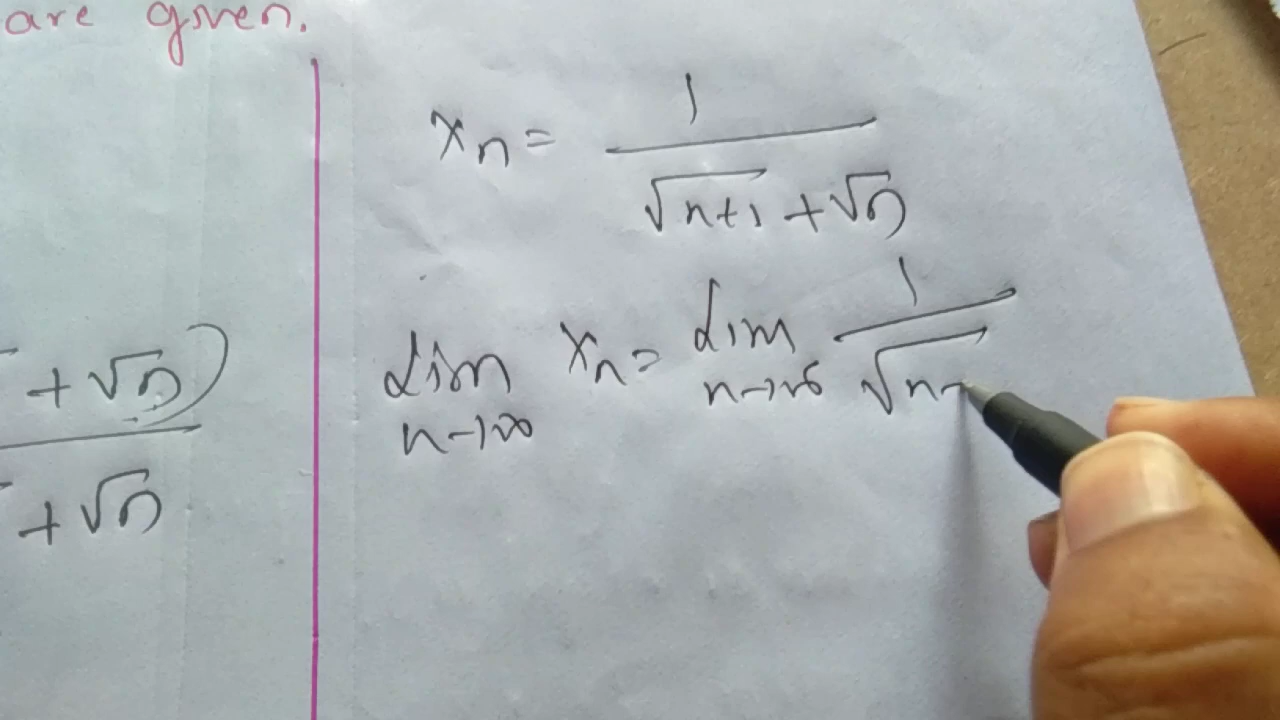 are given.
+ √n)
+ √n
xn = 1
√n+1 + √n
Lim xn = Lim 1
n→∞ n→∞ √n